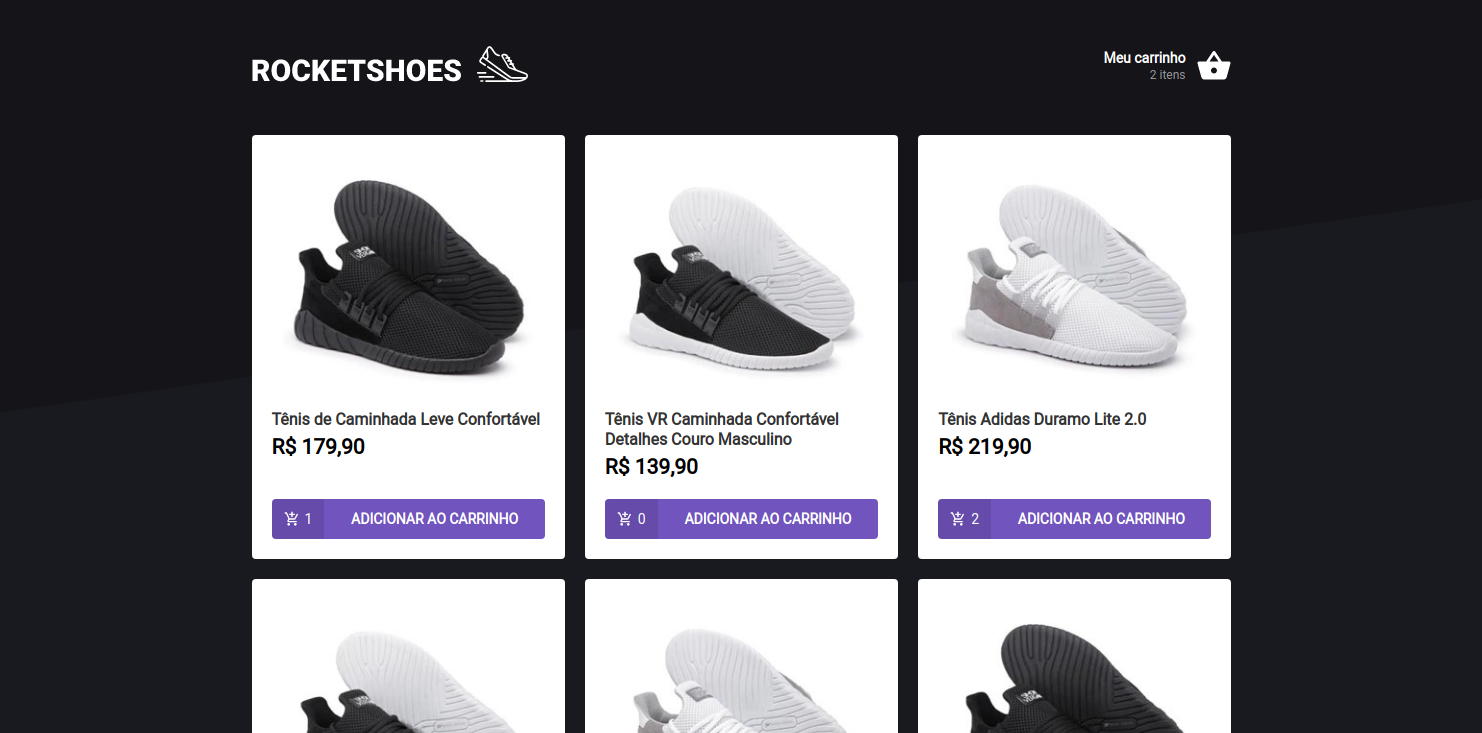 ROCKETSHOES
Meu carrinho
2 itens
Tênis de Caminhada Leve Confortável
R$ 179,90
1 ADICIONAR AO CARRINHO
Tênis VR Caminhada Confortável
Detalhes Couro Masculino
R$ 139,90
0 ADICIONAR AO CARRINHO
Tênis Adidas Duramo Lite 2.0
R$ 219,90
2 ADICIONAR AO CARRINHO